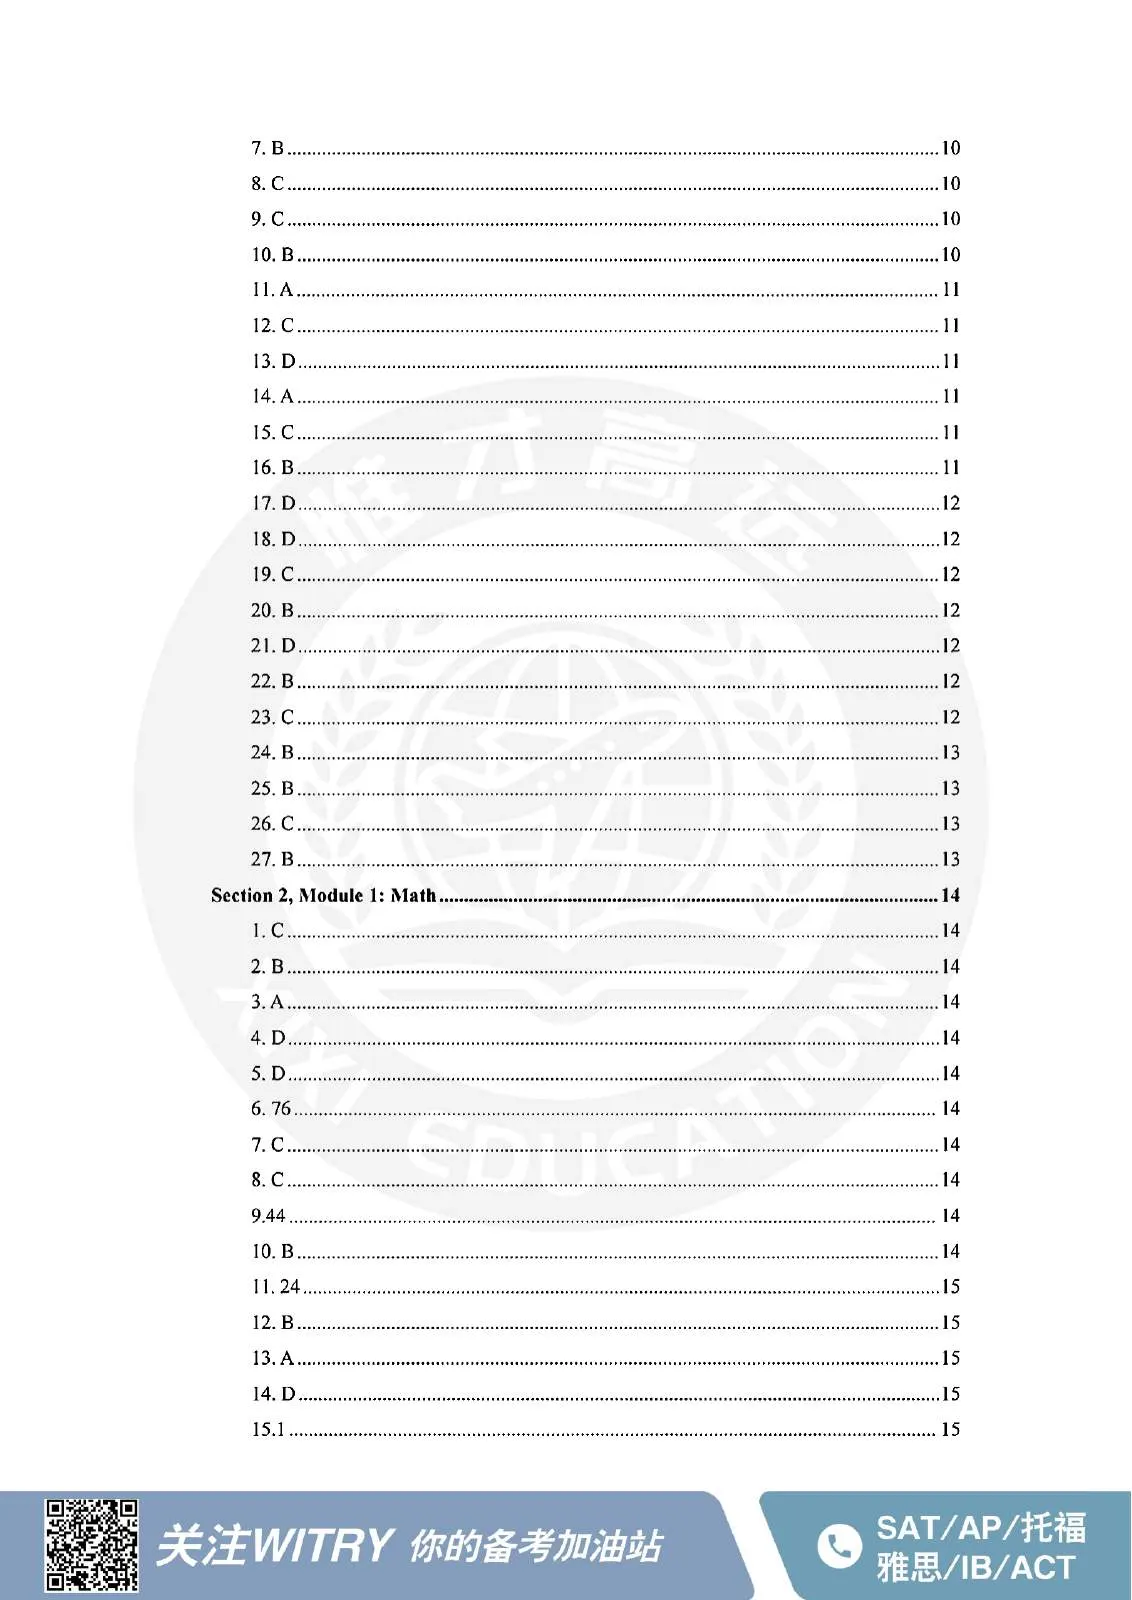 7. B........10
8. C........10
9. C........10
10. B........10
11. A........11
12. C........11
13. D........11
14. A........11
15. C........11
16. B........11
17. D........12
18. D........12
19. C........12
20. B........12
21. D........12
22. B........12
23. C........12
24. B........13
25. B........13
26. C........13
27. B........13
Section 2, Module 1: Math........14
1. C........14
2. B........14
3. A........14
4. D........14
5. D........14
6. 76........14
7. C........14
8. C........14
9.44........14
10. B........14
11. 24........15
12. B........15
13. A........15
14. D........15
15.1........15
关注WITRY 你的备考加油站
SAT/AP/托福
雅思/IB/ACT
EDUCATION